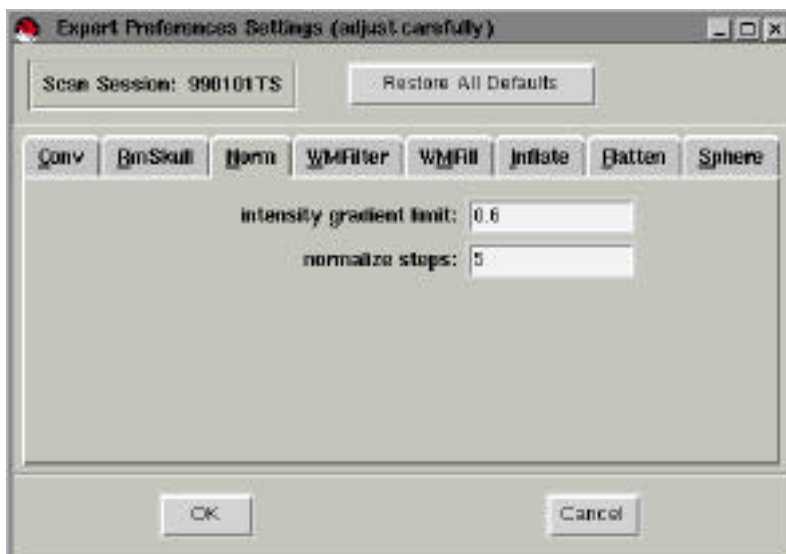 Expert Preferences Settings (adjust carefully)
Scan Session: 990101TS
Restore All Defaults
Conv RmSkull Norm WMFilter WMFill Inflate Flatten Sphere
intensity gradient limit: 0.6
normalize steps: 5
OK Cancel